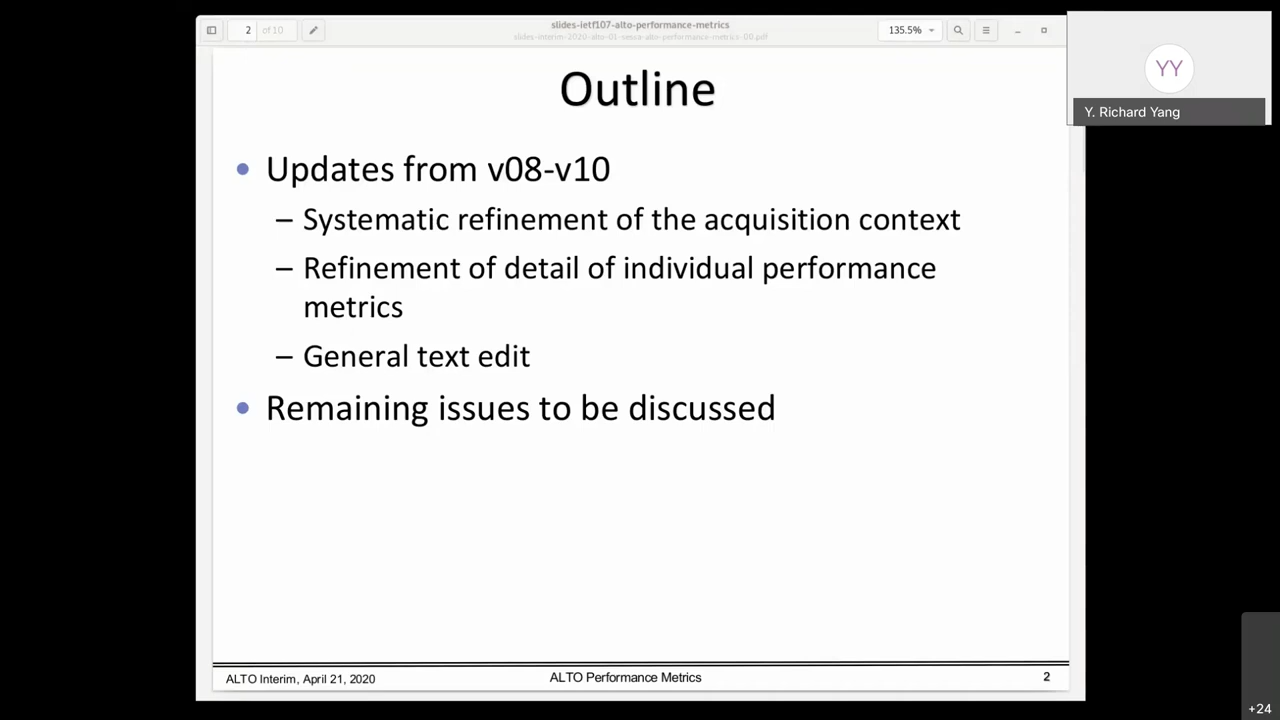 slides-ietf107-alto-performance-metrics
2 of 10
slides-interim-2020-alto-01-sessa-alto-performance-metrics-00.pdf
135.5%
YY
Y. Richard Yang
Outline
• Updates from v08-v10
– Systematic refinement of the acquisition context
– Refinement of detail of individual performance
metrics
– General text edit
• Remaining issues to be discussed
ALTO Interim, April 21, 2020
ALTO Performance Metrics
2
+24